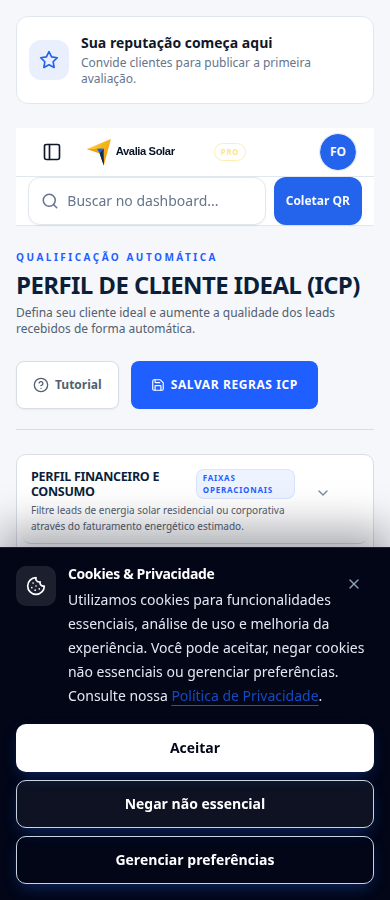 Sua reputação começa aqui
Convide clientes para publicar a primeira
avaliação.
Avalia Solar
PRO
FO
Buscar no dashboard...
Coletar QR
QUALIFICAÇÃO AUTOMÁTICA
PERFIL DE CLIENTE IDEAL (ICP)
Defina seu cliente ideal e aumente a qualidade dos leads
recebidos de forma automática.
Tutorial
SALVAR REGRAS ICP
PERFIL FINANCEIRO E
CONSUMO
FAIXAS
OPERACIONAIS
Filtre leads de energia solar residencial ou corporativa
através do faturamento energético estimado.
Cookies & Privacidade
Utilizamos cookies para funcionalidades
essenciais, análise de uso e melhoria da
experiência. Você pode aceitar, negar cookies
não essenciais ou gerenciar preferências.
Consulte nossa Política de Privacidade.
Aceitar
Negar não essencial
Gerenciar preferências